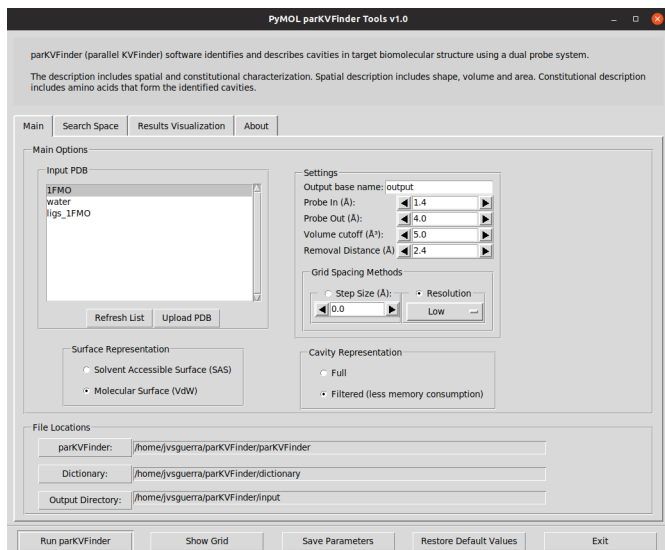 PyMOL parKVFinder Tools v1.0
parKVFinder (parallel KVFinder) software identifies and describes cavities in target biomolecular structure using a dual probe system.
The description includes spatial and constitutional characterization. Spatial description includes shape, volume and area. Constitutional description
includes amino acids that form the identified cavities.
Main Search Space Results Visualization About
Main Options
Input PDB
1FMO
water
ligs_1FMO
Refresh List Upload PDB
Settings
Output base name: output
Probe In (Å): 1.4
Probe Out (Å): 4.0
Volume cutoff (Å³): 5.0
Removal Distance (Å) 2.4
Grid Spacing Methods
Step Size (Å): Resolution
0.0 Low
Surface Representation
Solvent Accessible Surface (SAS)
Molecular Surface (VdW)
Cavity Representation
Full
Filtered (less memory consumption)
File Locations
parKVFinder: /home/jvsguerra/parKVFinder/parKVFinder
Dictionary: /home/jvsguerra/parKVFinder/dictionary
Output Directory: /home/jvsguerra/parKVFinder/input
Run parKVFinder Show Grid Save Parameters Restore Default Values Exit